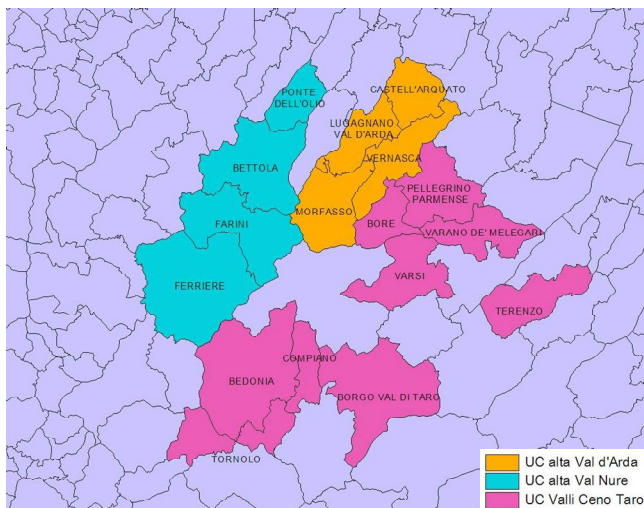 PONTE
DELL'OLIO
CASTELL'ARQUATO
LUGAGNANO
VAL D'ARDA
VERNASCA
BETTOLA
PELLEGRINO
PARMENSE
MORFASSO
BORE
FARINI
VARANO DE' MELEGARI
VARSI
FERRIERE
TERENZO
COMPIANO
BEDONIA
BORGO VAL DI TARO
TORNOLO
UC alta Val d'Arda
UC alta Val Nure
UC Valli Ceno Taro